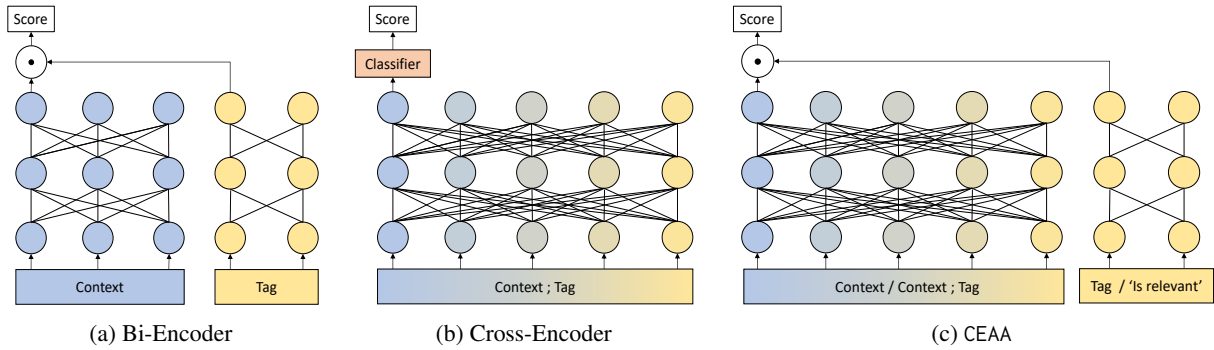 Score
Context
Tag
(a) Bi-Encoder
Score
Classifier
Context ; Tag
(b) Cross-Encoder
Score
Context / Context ; Tag
Tag / ‘Is relevant’
(c) CEAA